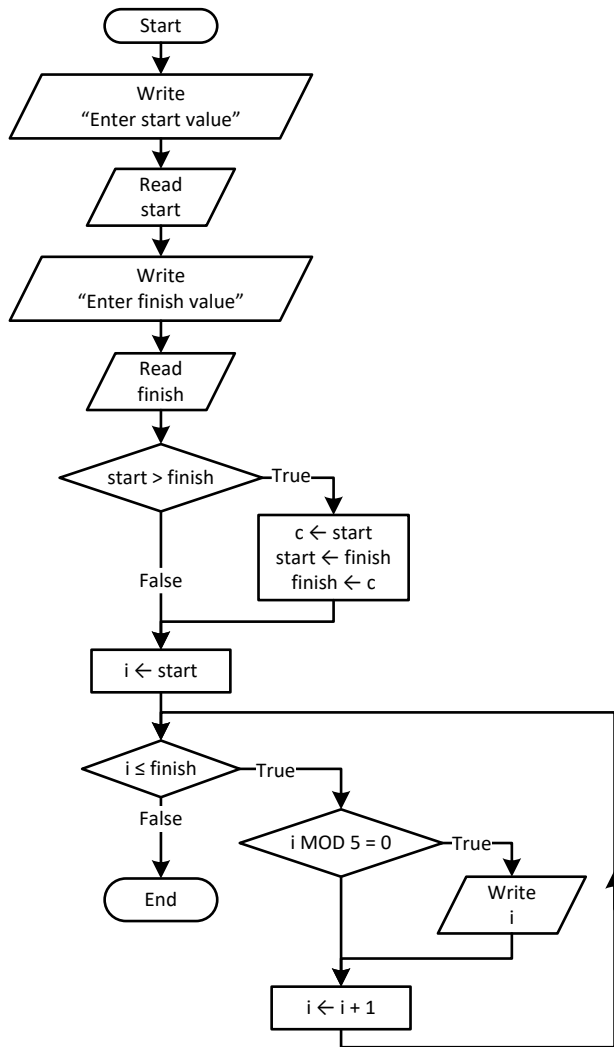 Start
Write
“Enter start value”
Read
start
Write
“Enter finish value”
Read
finish
start > finish
True
c ← start
start ← finish
finish ← c
False
i ← start
i ≤ finish
True
False
i MOD 5 = 0
True
End
Write
i
i ← i + 1